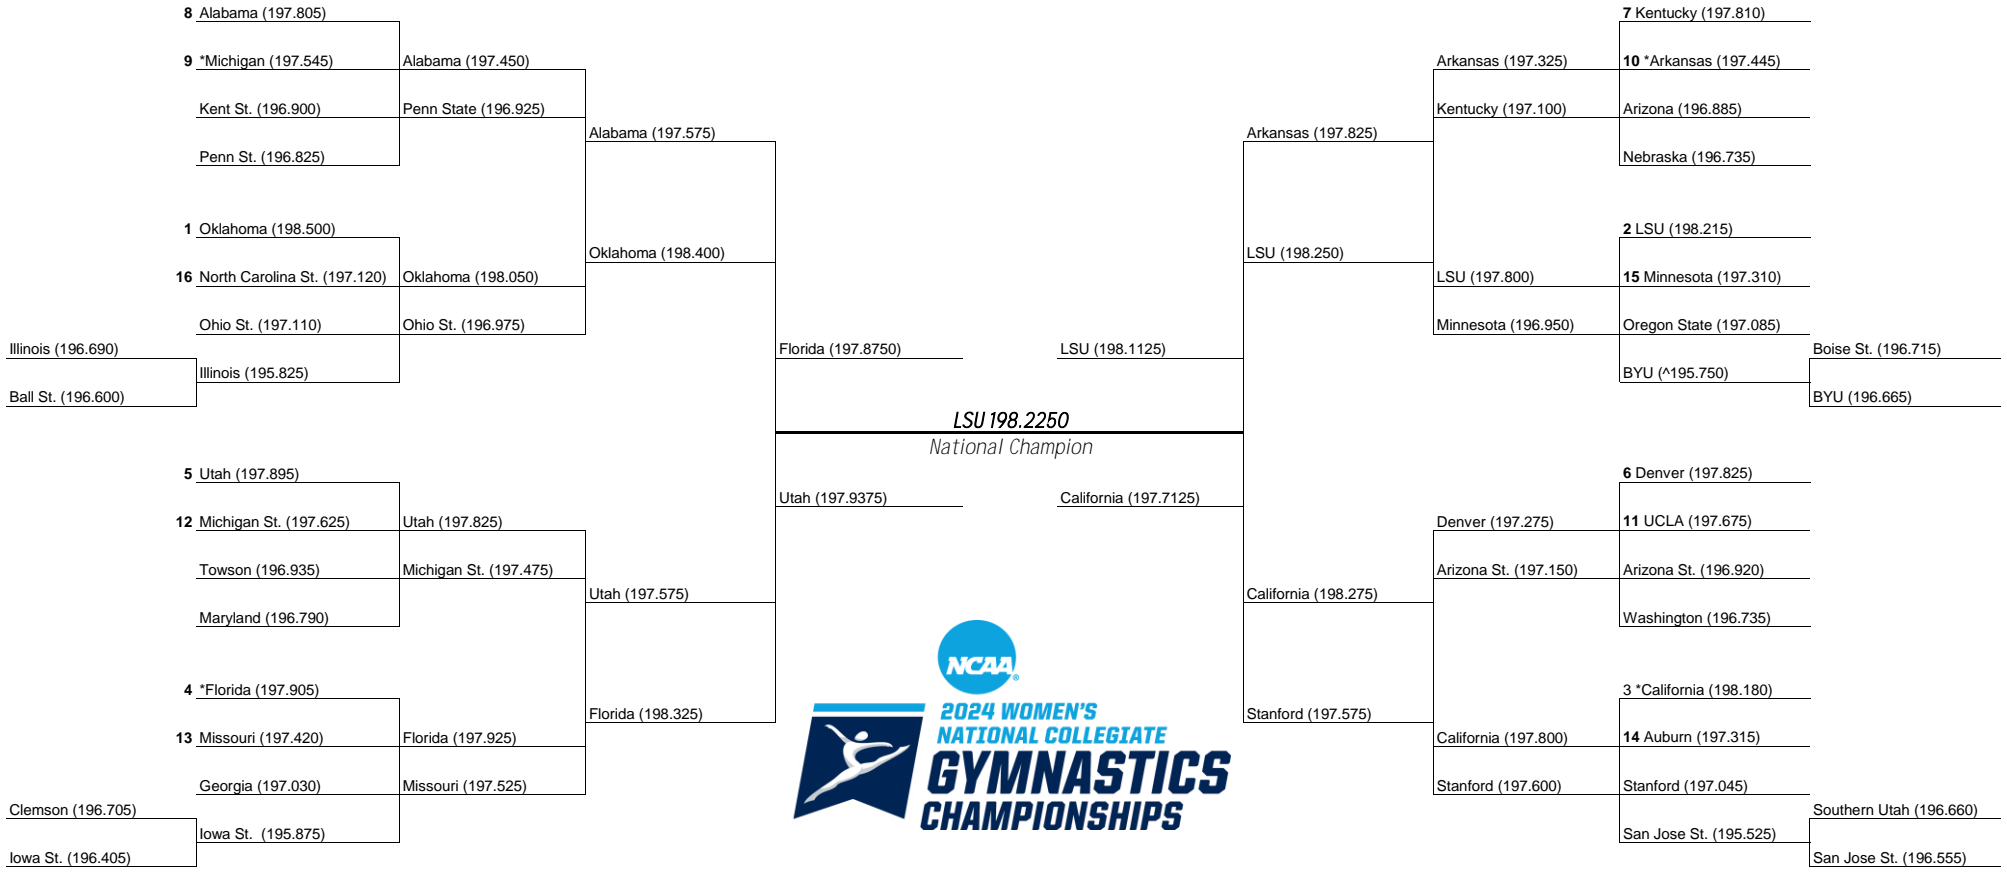 8 Alabama (197.805)
9 *Michigan (197.545)
Kent St. (196.900)
Penn St. (196.825)
1 Oklahoma (198.500)
16 North Carolina St. (197.120)
Ohio St. (197.110)
Illinois (196.690)
Illinois (195.825)
Ball St. (196.600)
5 Utah (197.895)
12 Michigan St. (197.625)
Towson (196.935)
Maryland (196.790)
4 *Florida (197.905)
13 Missouri (197.420)
Georgia (197.030)
Clemson (196.705)
Iowa St.  (195.875)
Iowa St. (196.405)
Alabama (197.450)
Penn State (196.925)
Oklahoma (198.050)
Ohio St. (196.975)
Utah (197.825)
Michigan St. (197.475)
Florida (197.925)
Missouri (197.525)
Alabama (197.575)
Oklahoma (198.400)
Utah (197.575)
Florida (198.325)
Florida (197.8750)
Utah (197.9375)
LSU 198.2250
National Champion
LSU (198.1125)
California (197.7125)
NCAA®
2024 WOMEN'S
NATIONAL COLLEGIATE
GYMNASTICS
CHAMPIONSHIPS
Arkansas (197.825)
LSU (198.250)
California (198.275)
Stanford (197.575)
Arkansas (197.325)
Kentucky (197.100)
LSU (197.800)
Minnesota (196.950)
Denver (197.275)
Arizona St. (197.150)
California (197.800)
Stanford (197.600)
7 Kentucky (197.810)
10 *Arkansas (197.445)
Arizona (196.885)
Nebraska (196.735)
2 LSU (198.215)
15 Minnesota (197.310)
Oregon State (197.085)
BYU (^195.750)
Boise St. (196.715)
BYU (196.665)
6 Denver (197.825)
11 UCLA (197.675)
Arizona St. (196.920)
Washington (196.735)
3 *California (198.180)
14 Auburn (197.315)
Stanford (197.045)
San Jose St. (195.525)
Southern Utah (196.660)
San Jose St. (196.555)